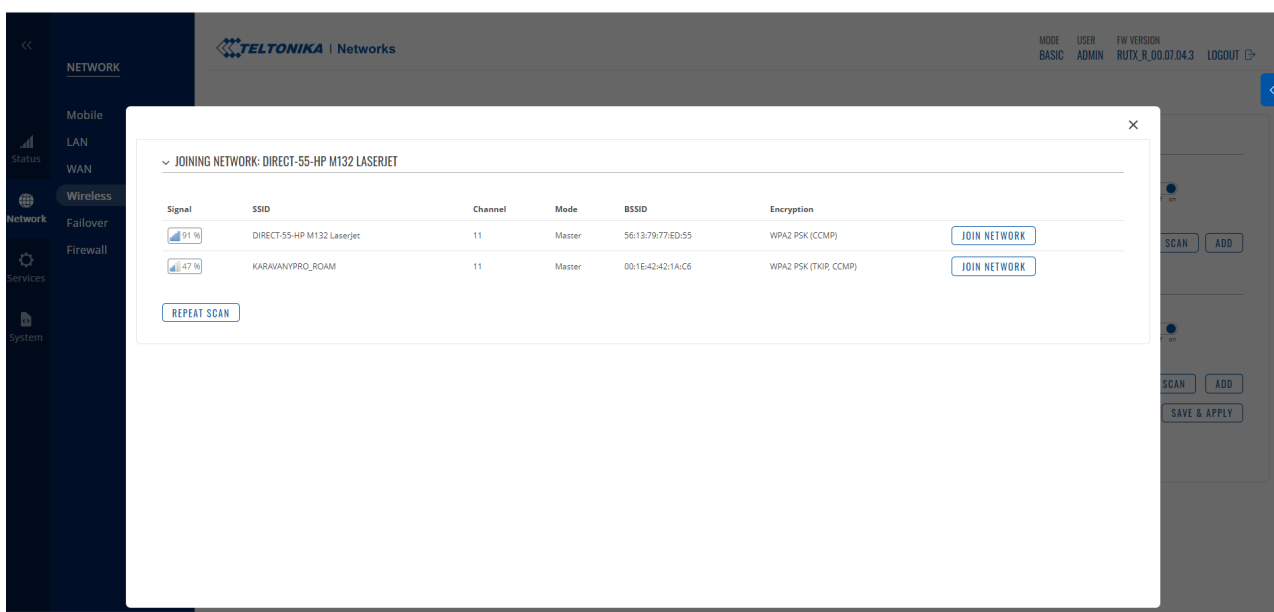 TELTONIKA | Networks
MODE USER FW VERSION
BASIC ADMIN RUTX_R_00.07.04.3 LOGOUT
NETWORK
Mobile
LAN
WAN
Wireless
Failover
Firewall
Status
Network
Services
System
JOINING NETWORK: DIRECT-55-HP M132 LASERJET
Signal SSID Channel Mode BSSID Encryption
91 % DIRECT-55-HP M132 LaserJet 11 Master 56:13:79:77:ED:55 WPA2 PSK (CCMP) JOIN NETWORK
47 % KARAVANYPRO_ROAM 11 Master 00:1E:42:42:1A:C6 WPA2 PSK (TKIP, CCMP) JOIN NETWORK
REPEAT SCAN
on
SCAN ADD
on
SCAN ADD
SAVE & APPLY